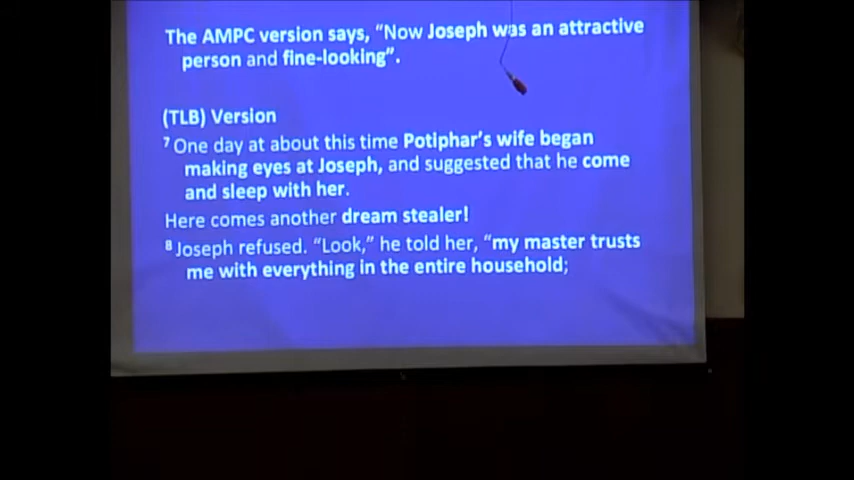 The AMPC version says, “Now Joseph was an attractive
person and fine-looking”.
(TLB) Version
7 One day at about this time Potiphar’s wife began
making eyes at Joseph, and suggested that he come
and sleep with her.
Here comes another dream stealer!
8 Joseph refused. “Look,” he told her, “my master trusts
me with everything in the entire household;